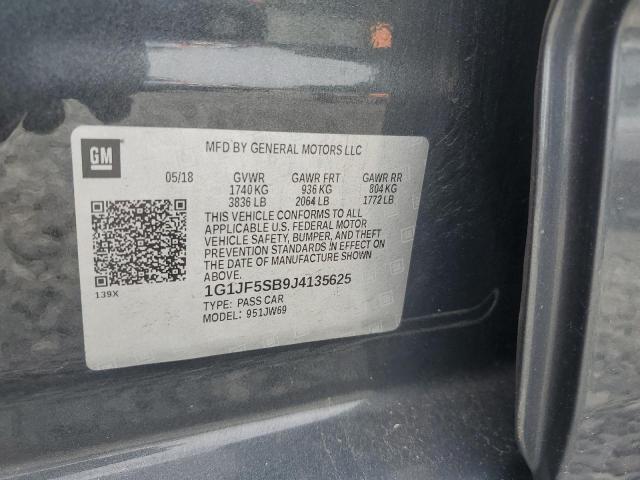 GM
MFD BY GENERAL MOTORS LLC
05/18 GVWR GAWR FRT GAWR RR
1740 KG 936 KG 804 KG
3836 LB 2064 LB 1772 LB
THIS VEHICLE CONFORMS TO ALL
APPLICABLE U.S. FEDERAL MOTOR
VEHICLE SAFETY, BUMPER, AND THEFT
PREVENTION STANDARDS IN EFFECT ON
THE DATE OF MANUFACTURE SHOWN
ABOVE.
139X
1G1JF5SB9J4135625
TYPE: PASS CAR
MODEL: 951JW69